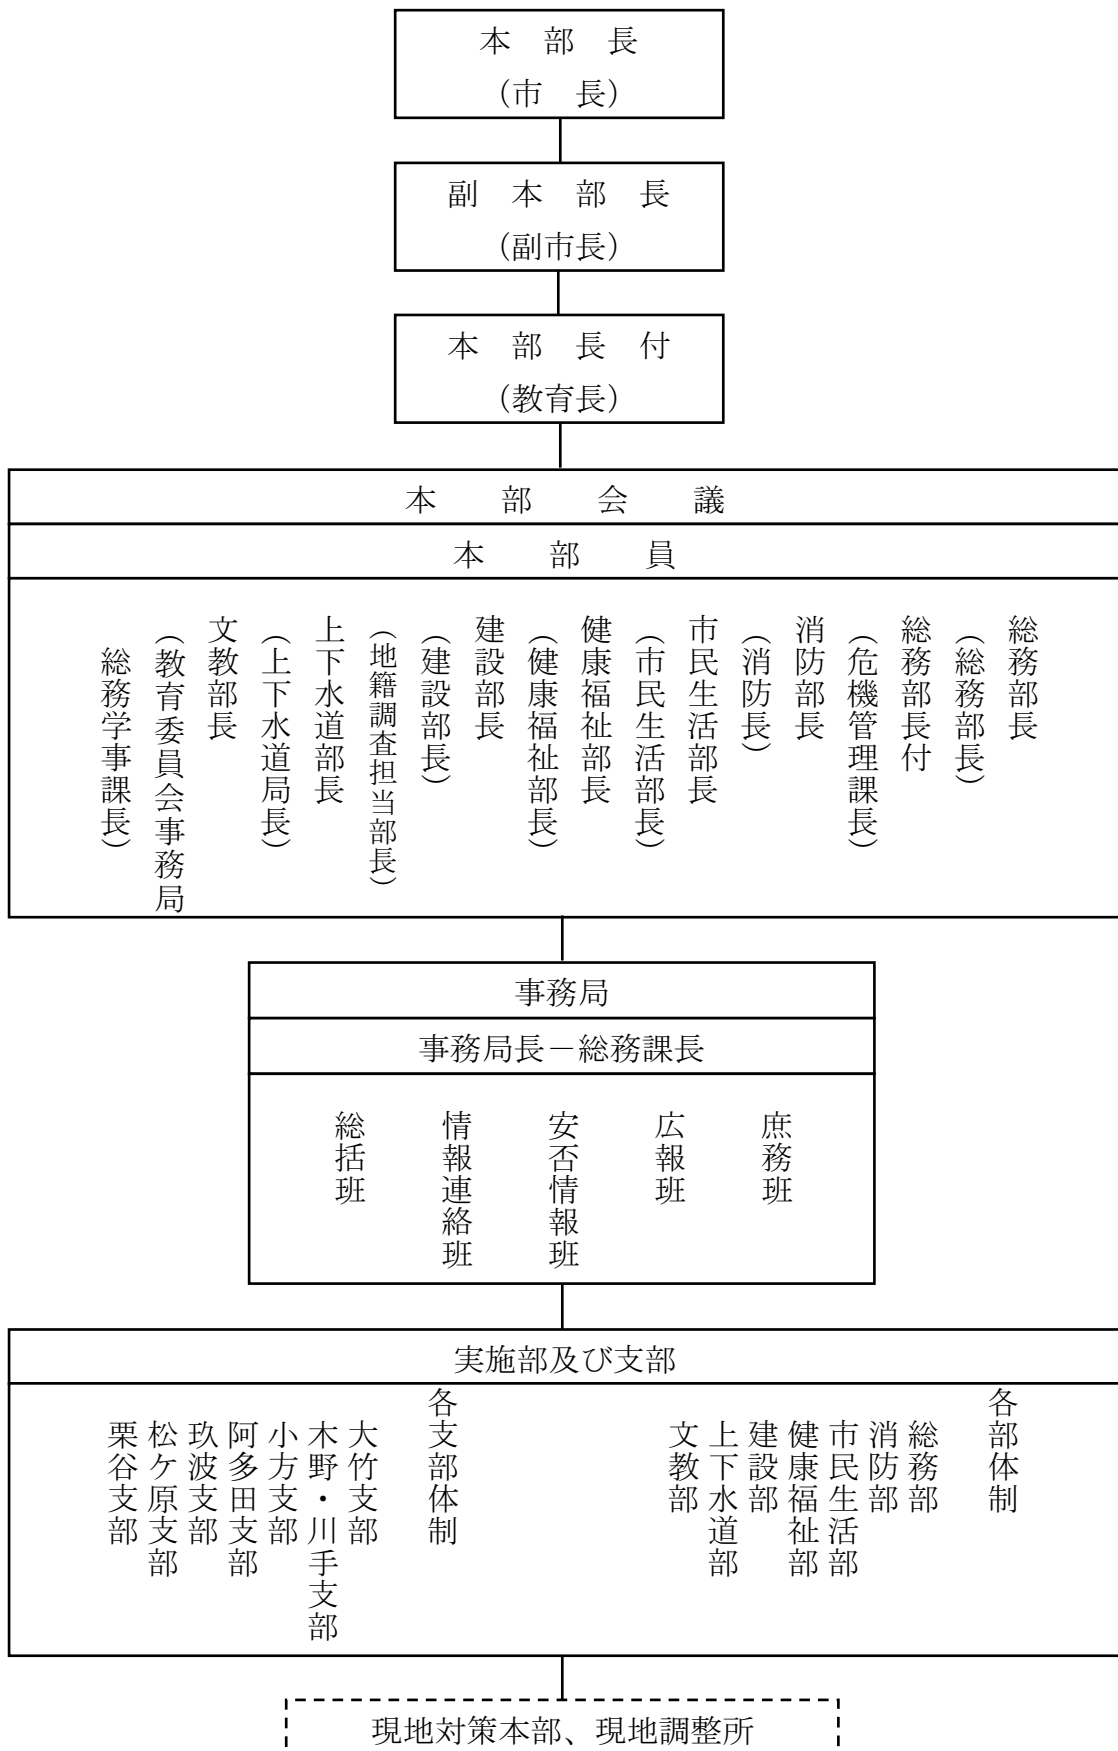 本部長
(市長)
副本部長
(副市長)
本部長付
(教育長)
本部会議
本部員
総務部長
(総務部長)
総務部長付
(危機管理課長)
消防部長
(消防長)
市民生活部長
(市民生活部長)
健康福祉部長
(健康福祉部長)
建設部長
(建設部長)
(地籍調査担当部長)
上下水道部長
(上下水道局長)
文教部長
(教育委員会事務局
総務学事課長)
事務局
事務局長－総務課長
総括班
情報連絡班
安否情報班
広報班
庶務班
実施部及び支部
各部体制
総務部
消防部
市民生活部
健康福祉部
建設部
上下水道部
文教部
各支部体制
大竹支部
木野・川手支部
小方支部
阿多田支部
玖波支部
松ケ原支部
栗谷支部
現地対策本部、現地調整所